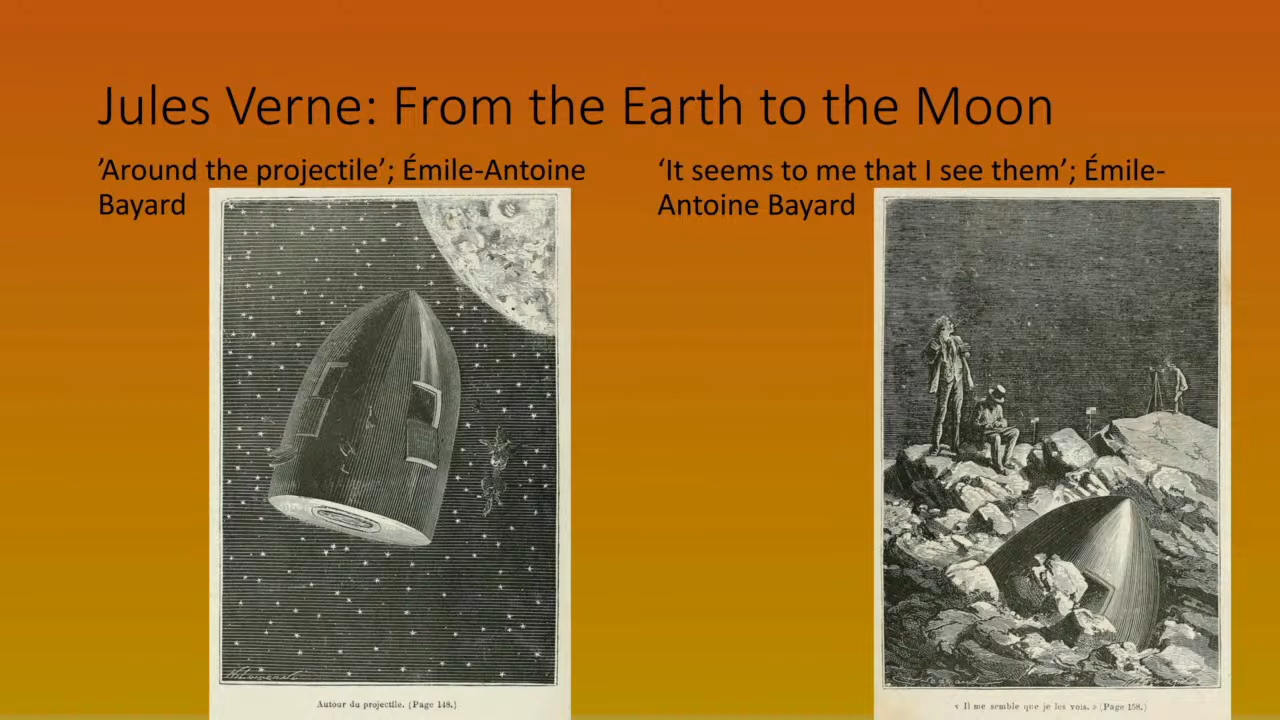 Jules Verne: From the Earth to the Moon
’Around the projectile’; Émile-Antoine
Bayard
‘It seems to me that I see them’; Émile-
Antoine Bayard
Autour du projectile. (Page 148.)
« Il me semble que je les vois. » (Page 158.)